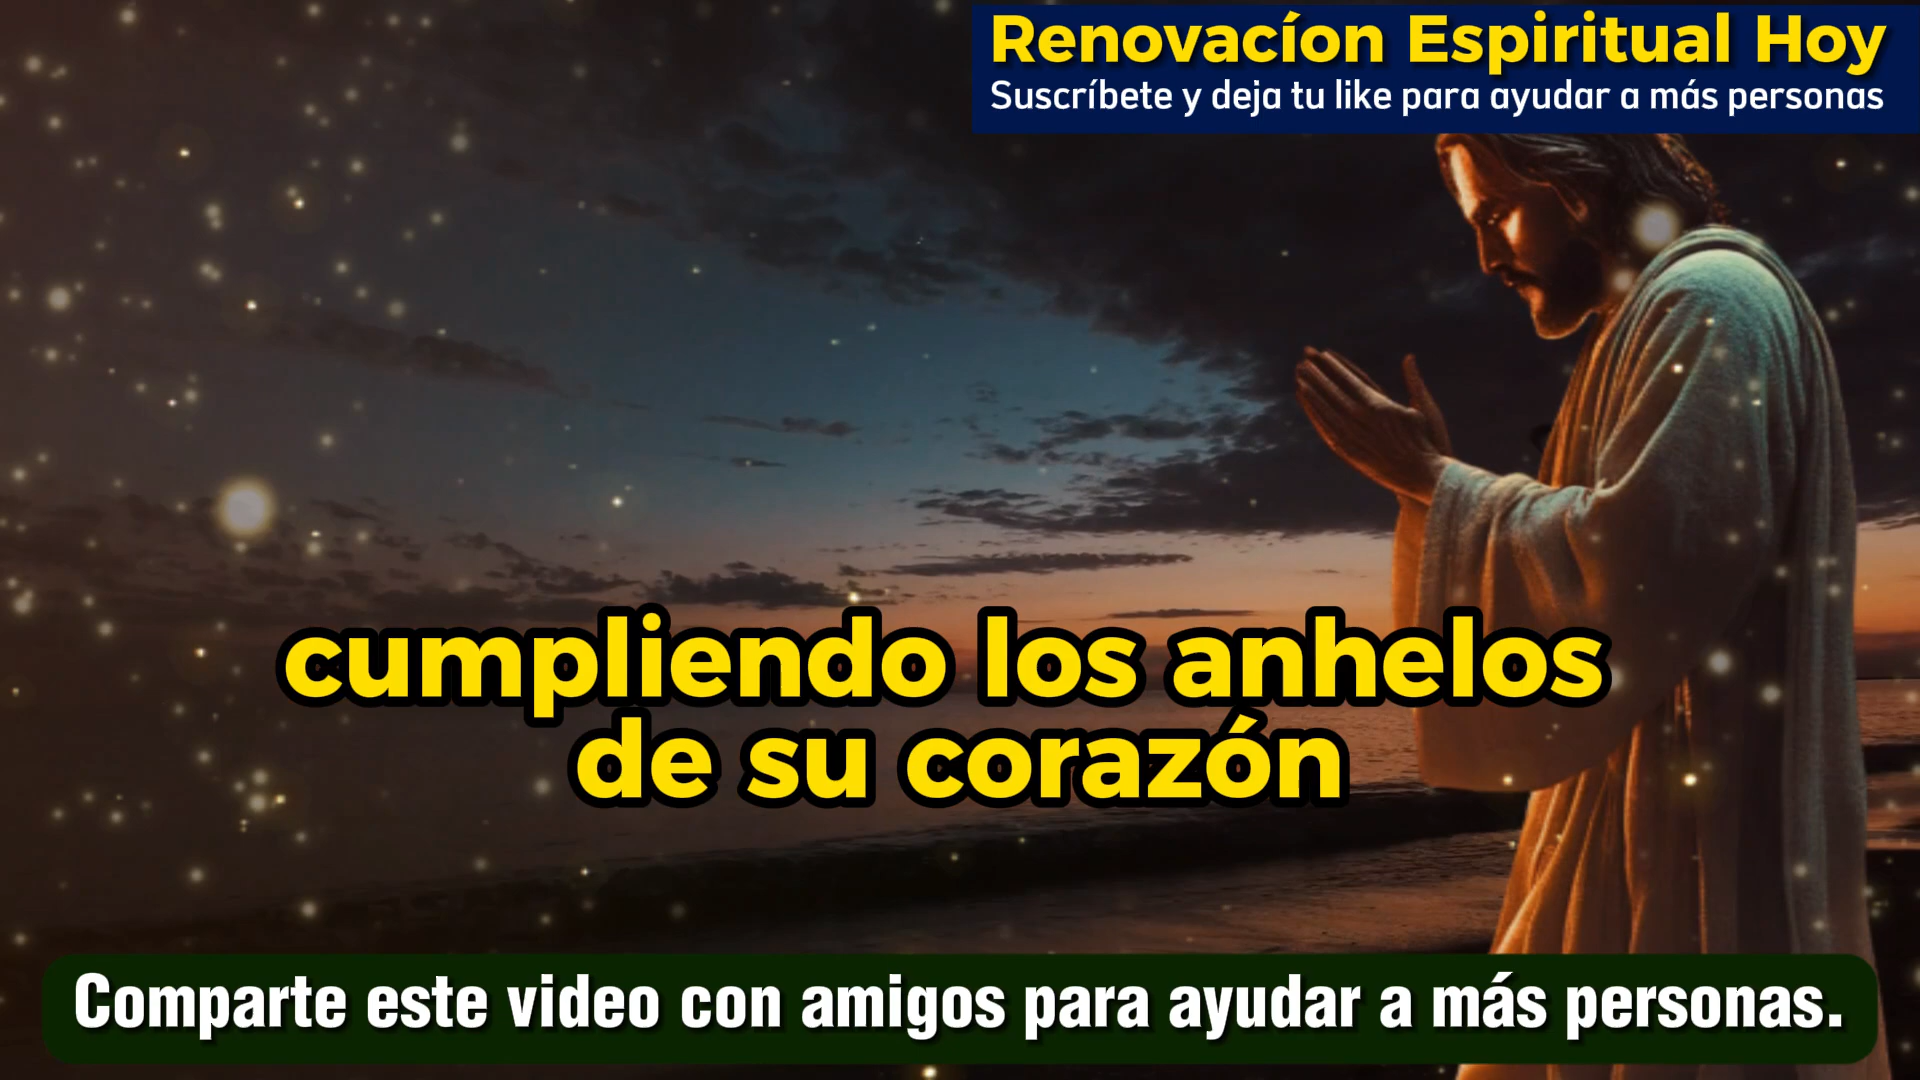 Renovacíon Espiritual Hoy
Suscríbete y deja tu like para ayudar a más personas
cumpliendo los anhelos
de su corazón
Comparte este video con amigos para ayudar a más personas.